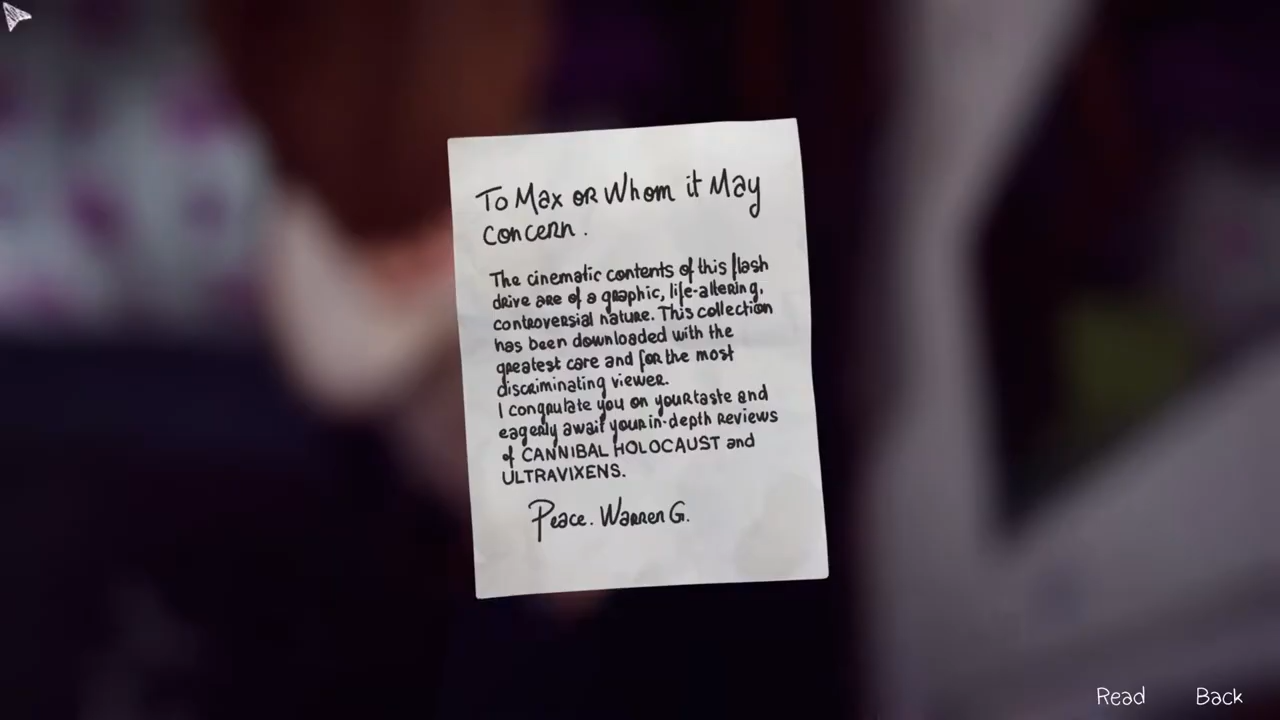 To Max or Whom it May
Concern.
The cinematic contents of this flash
drive are of a graphic, life-altering,
controversial nature. This collection
has been downloaded with the
greatest care and for the most
discriminating viewer.
I congrulate you on your taste and
eagerly await your in-depth Reviews
of CANNIBAL HOLOCAUST and
ULTRAVIXENS.
Peace. Warren G.
Read Back